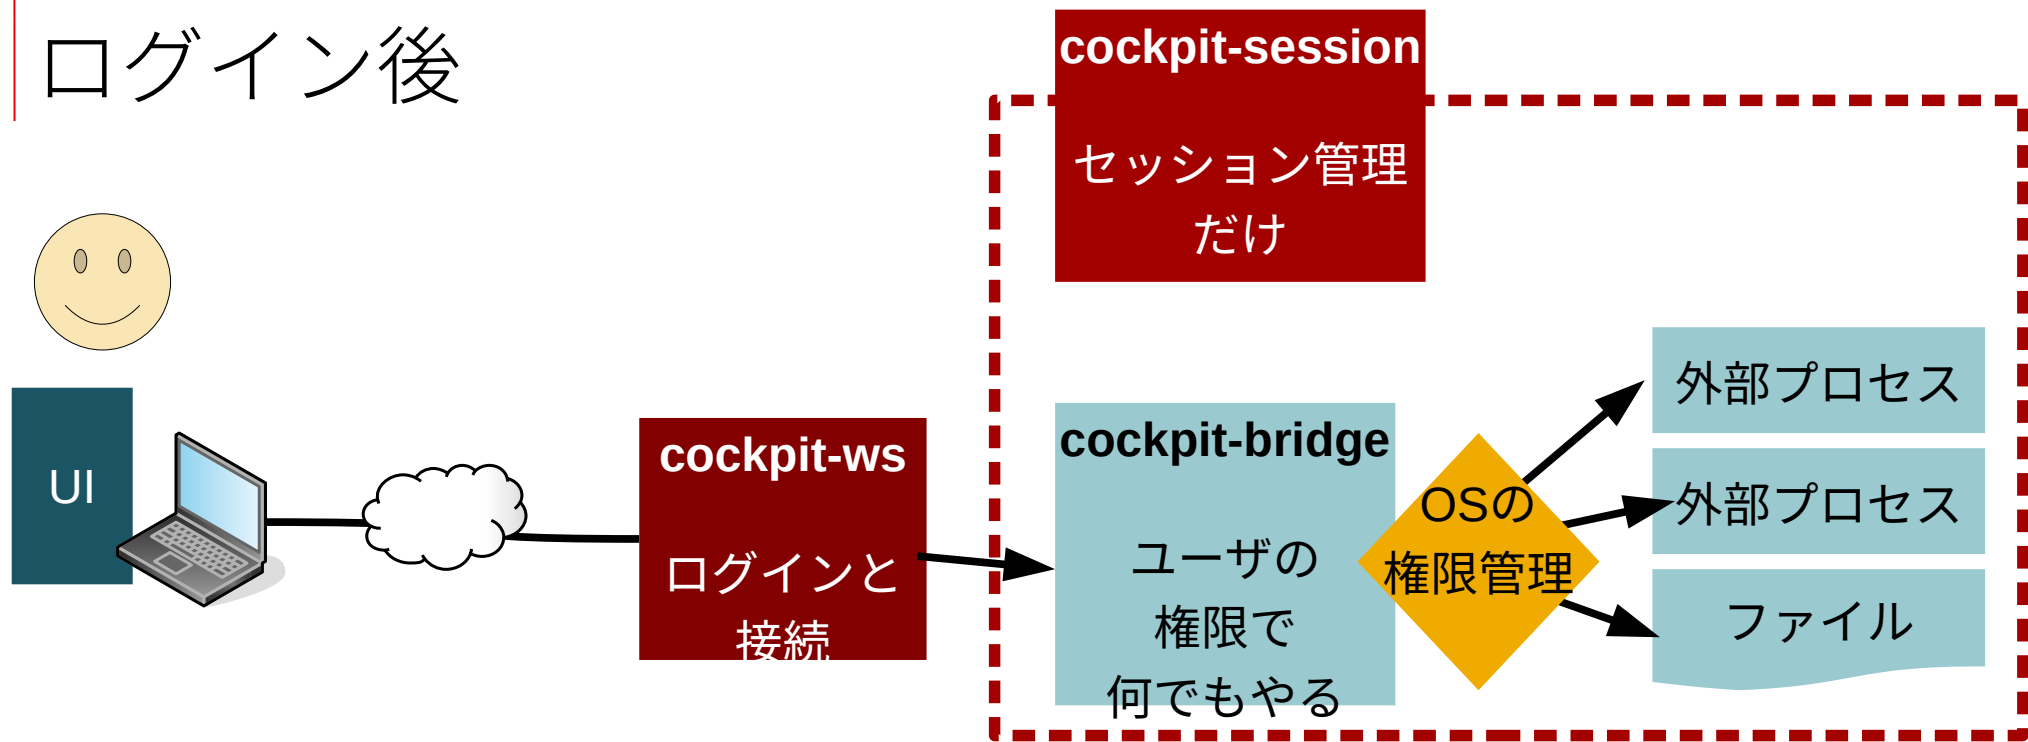 ログイン後
cockpit-session
セッション管理
だけ
UI
cockpit-ws
ログインと
接続
cockpit-bridge
ユーザの
権限で
何でもやる
OSの
権限管理
外部プロセス
外部プロセス
ファイル